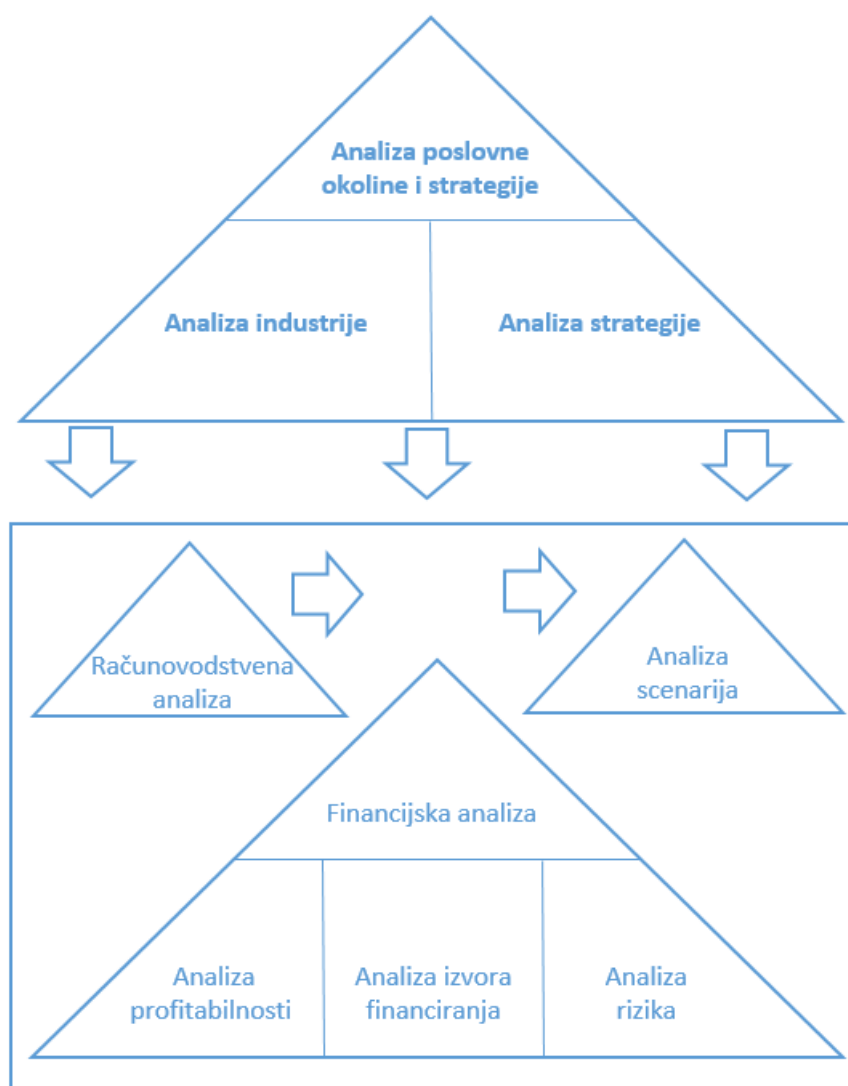 Analiza poslovne
okoline i strategije
Analiza industrije
Analiza strategije
Računovodstvena
analiza
Analiza
scenarija
Financijska analiza
Analiza
profitabilnosti
Analiza izvora
financiranja
Analiza
rizika